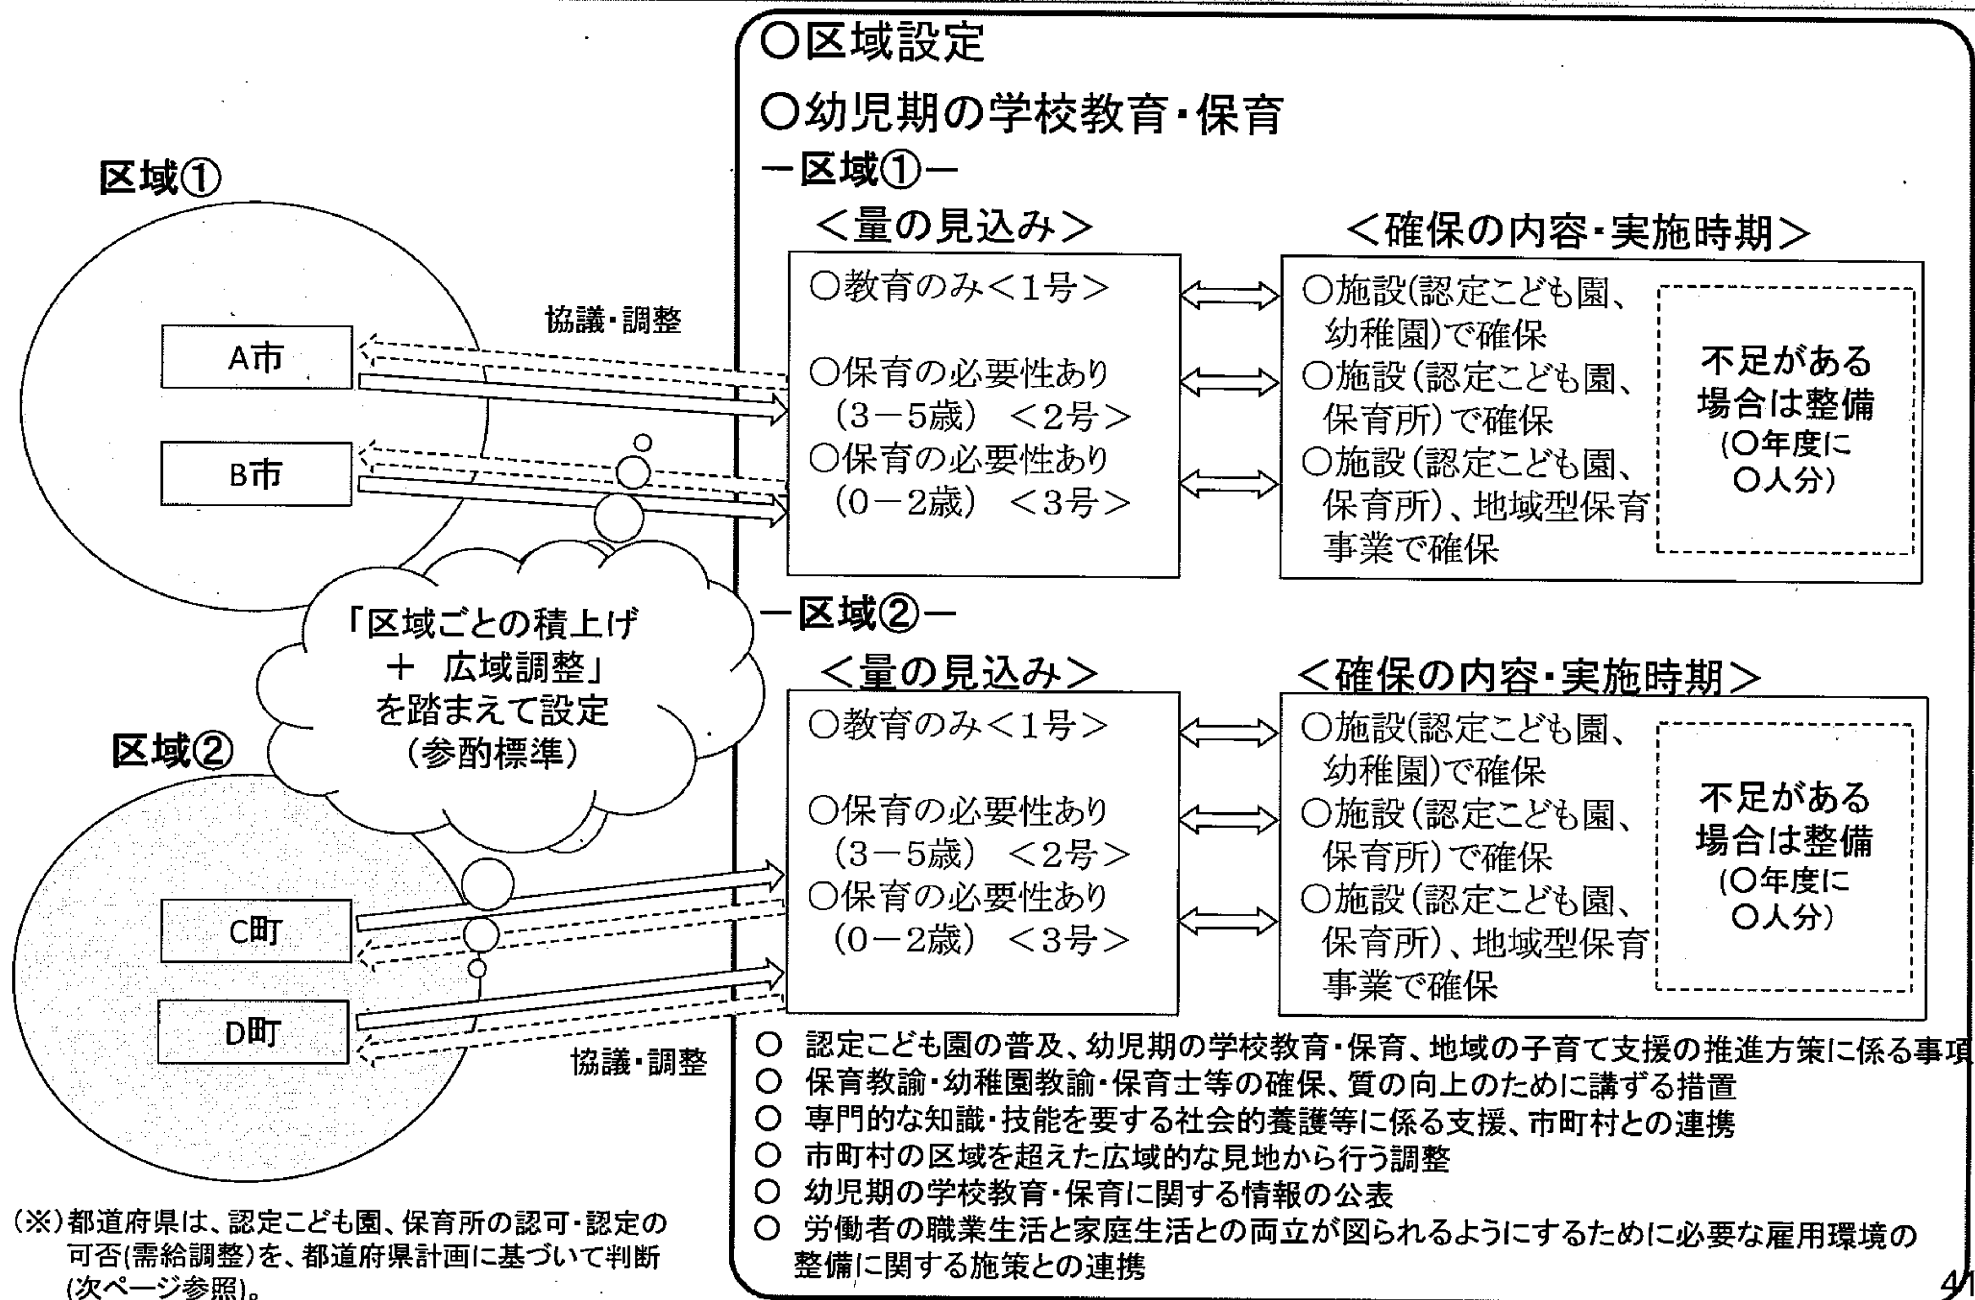 〇区域設定
〇幼児期の学校教育・保育
－区域①－
区域①
＜量の見込み＞
＜確保の内容・実施時期＞
A市
B市
協議・調整
〇教育のみ＜1号＞
〇保育の必要性あり
（3－5歳） ＜2号＞
〇保育の必要性あり
（0－2歳） ＜3号＞
〇施設(認定こども園、
幼稚園)で確保
〇施設（認定こども園、
保育所）で確保
〇施設（認定こども園、
保育所）、地域型保育
事業で確保
不足がある
場合は整備
(〇年度に
〇人分）
「区域ごとの積上げ
＋ 広域調整」
を踏まえて設定
（参酌標準）
－区域②－
区域②
＜量の見込み＞
＜確保の内容・実施時期＞
C町
D町
協議・調整
〇教育のみ＜1号＞
〇保育の必要性あり
（3－5歳） ＜2号＞
〇保育の必要性あり
（0－2歳） ＜3号＞
〇施設(認定こども園、
幼稚園)で確保
〇施設（認定こども園、
保育所）で確保
〇施設（認定こども園、
保育所）、地域型保育
事業で確保
不足がある
場合は整備
(〇年度に
〇人分）
〇 認定こども園の普及、幼児期の学校教育・保育、地域の子育て支援の推進方策に係る事項
〇 保育教諭・幼稚園教諭・保育士等の確保、質の向上のために講ずる措置
〇 専門的な知識・技能を要する社会的養護等に係る支援、市町村との連携
〇 市町村の区域を超えた広域的な見地から行う調整
〇 幼児期の学校教育・保育に関する情報の公表
〇 労働者の職業生活と家庭生活との両立が図られるようにするために必要な雇用環境の
整備に関する施策との連携
（※）都道府県は、認定こども園、保育所の認可・認定の
可否(需給調整)を、都道府県計画に基づいて判断
(次ページ参照)。
41